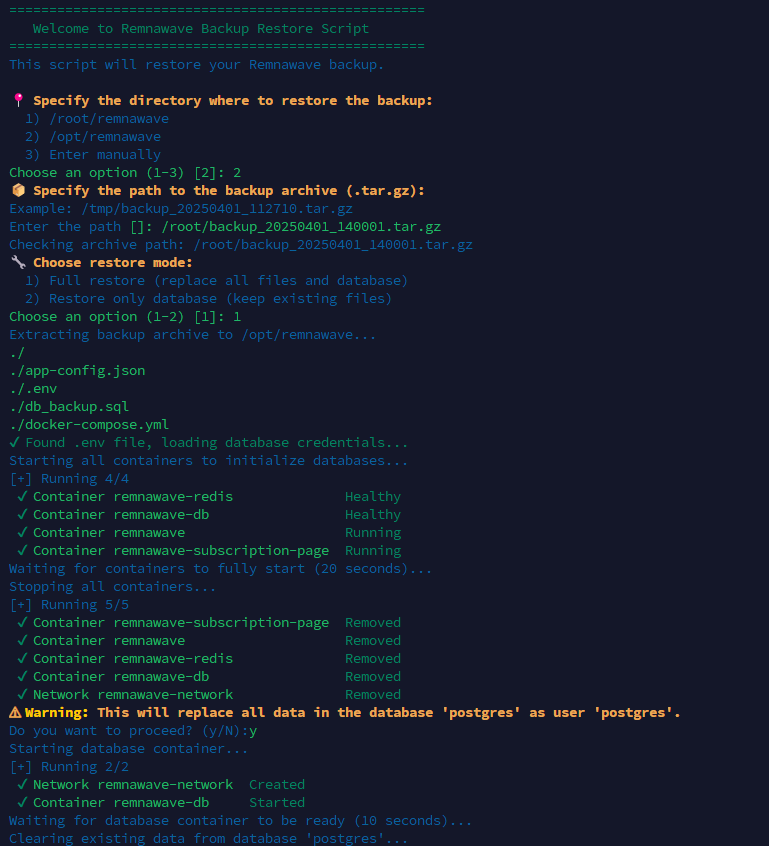 ====================================================
Welcome to Remnawave Backup Restore Script
====================================================
This script will restore your Remnawave backup.
📍 Specify the directory where to restore the backup:
1) /root/remnawave
2) /opt/remnawave
3) Enter manually
Choose an option (1-3) [2]: 2
📦 Specify the path to the backup archive (.tar.gz):
Example: /tmp/backup_20250401_112710.tar.gz
Enter the path []: /root/backup_20250401_140001.tar.gz
Checking archive path: /root/backup_20250401_140001.tar.gz
🔧 Choose restore mode:
1) Full restore (replace all files and database)
2) Restore only database (keep existing files)
Choose an option (1-2) [1]: 1
Extracting backup archive to /opt/remnawave...
./
./app-config.json
./.env
./db_backup.sql
./docker-compose.yml
✓ Found .env file, loading database credentials...
Starting all containers to initialize databases...
[+] Running 4/4
✓ Container remnawave-redis Healthy
✓ Container remnawave-db Healthy
✓ Container remnawave Running
✓ Container remnawave-subscription-page Running
Waiting for containers to fully start (20 seconds)...
Stopping all containers...
[+] Running 5/5
✓ Container remnawave-subscription-page Removed
✓ Container remnawave Removed
✓ Container remnawave-redis Removed
✓ Container remnawave-db Removed
✓ Network remnawave-network Removed
⚠ Warning: This will replace all data in the database 'postgres' as user 'postgres'.
Do you want to proceed? (y/N):y
Starting database container...
[+] Running 2/2
✓ Network remnawave-network Created
✓ Container remnawave-db Started
Waiting for database container to be ready (10 seconds)...
Clearing existing data from database 'postgres'...